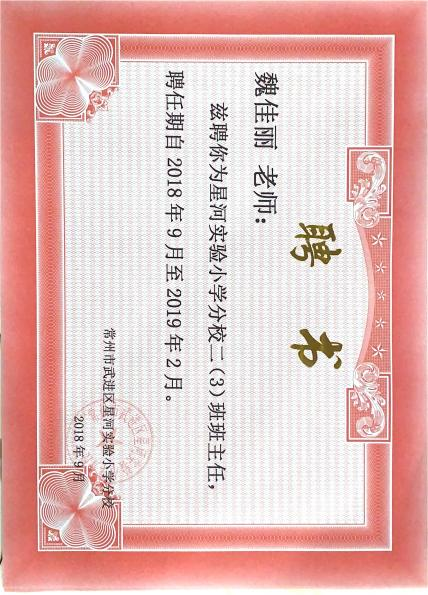 聘书
魏佳丽 老师：
兹聘你为星河实验小学分校二（3）班班主任，
聘任期自 2018 年 9 月至 2019 年 2 月。
常州市武进区星河实验小学分校
2018 年 9 月